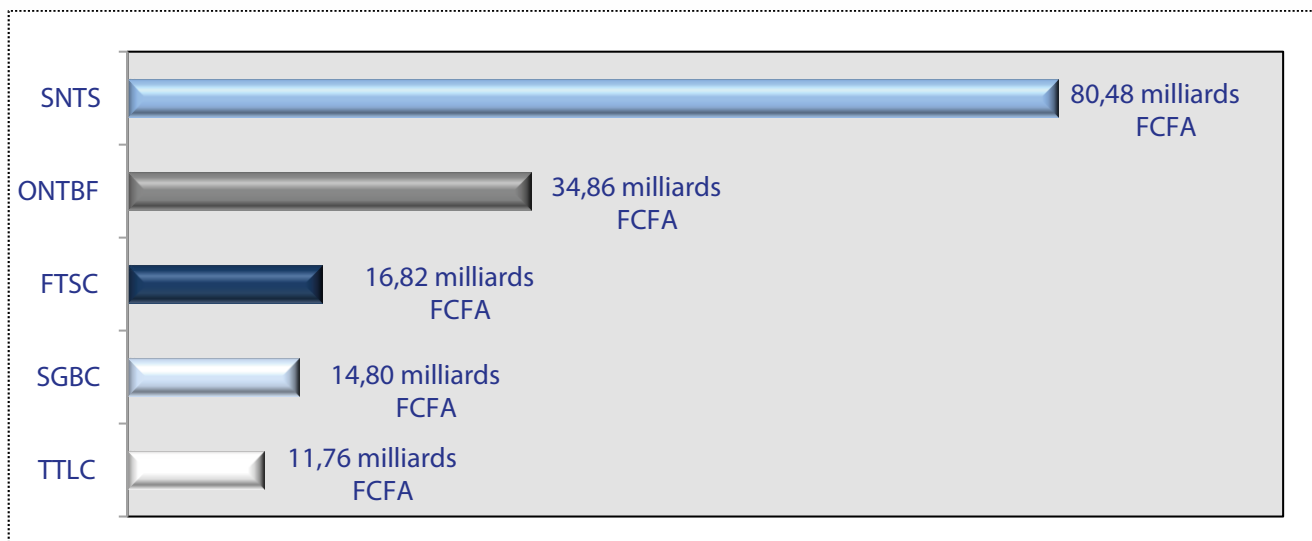 SNTS
80,48 milliards
FCFA
ONTBF
34,86 milliards
FCFA
FTSC
16,82 milliards
FCFA
SGBC
14,80 milliards
FCFA
TTLC
11,76 milliards
FCFA